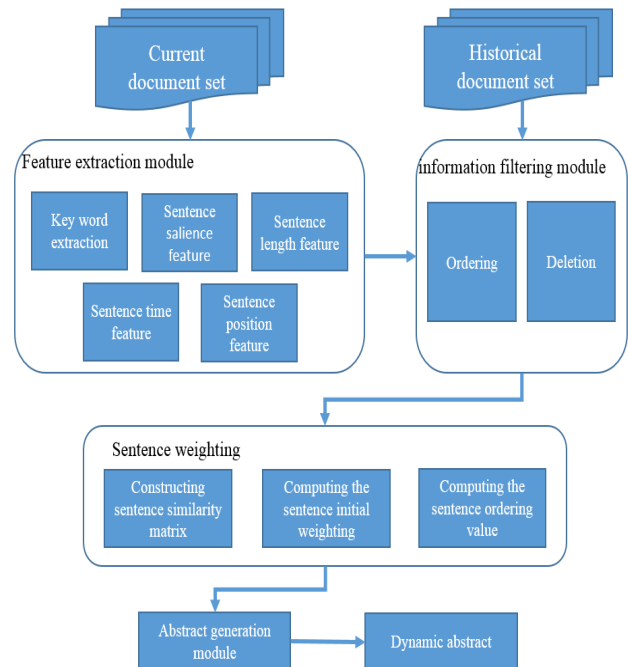 Current
document set
Historical
document set
Feature extraction module
Key word
extraction
Sentence
salience
feature
Sentence
length feature
Sentence time
feature
Sentence
position
feature
information filtering module
Ordering
Deletion
Sentence weighting
Constructing
sentence similarity
matrix
Computing the
sentence initial
weighting
Computing the
sentence ordering
value
Abstract generation
module
Dynamic abstract